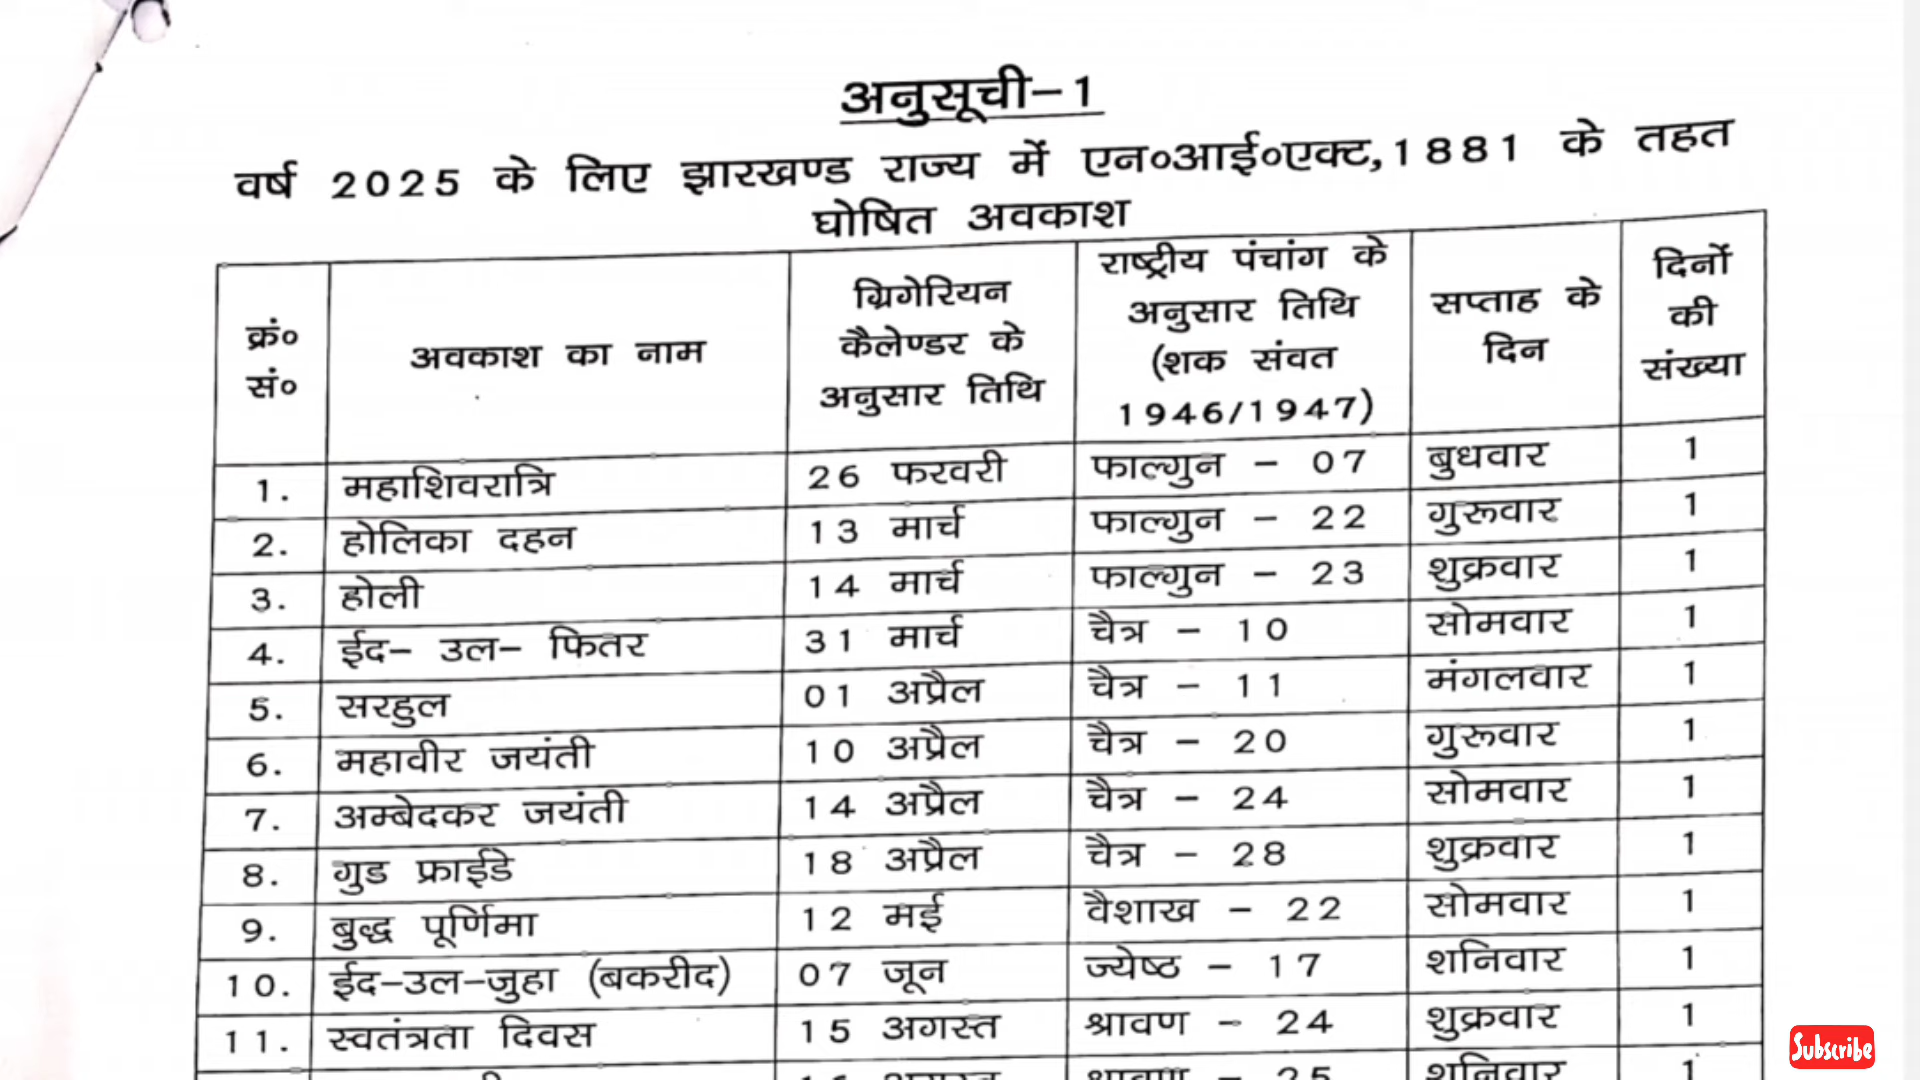 अनुसूची-1
वर्ष 2025 के लिए झारखण्ड राज्य में एन०आई०एक्ट,1881 के तहत
घोषित अवकाश
क्रं० सं० अवकाश का नाम ग्रिगेरियन कैलेण्डर के अनुसार तिथि राष्ट्रीय पंचांग के अनुसार तिथि (शक संवत 1946/1947) सप्ताह के दिन दिनों की संख्या
1. महाशिवरात्रि 26 फरवरी फाल्गुन - 07 बुधवार 1
2. होलिका दहन 13 मार्च फाल्गुन - 22 गुरूवार 1
3. होली 14 मार्च फाल्गुन - 23 शुक्रवार 1
4. ईद- उल- फितर 31 मार्च चैत्र - 10 सोमवार 1
5. सरहुल 01 अप्रैल चैत्र - 11 मंगलवार 1
6. महावीर जयंती 10 अप्रैल चैत्र - 20 गुरूवार 1
7. अम्बेदकर जयंती 14 अप्रैल चैत्र - 24 सोमवार 1
8. गुड फ्राईडे 18 अप्रैल चैत्र - 28 शुक्रवार 1
9. बुद्ध पूर्णिमा 12 मई वैशाख - 22 सोमवार 1
10. ईद-उल-जुहा (बकरीद) 07 जून ज्येष्ठ - 17 शनिवार 1
11. स्वतंत्रता दिवस 15 अगस्त श्रावण - 24 शुक्रवार 1
श्रावण - 25 शनिवार 1
Subscribe